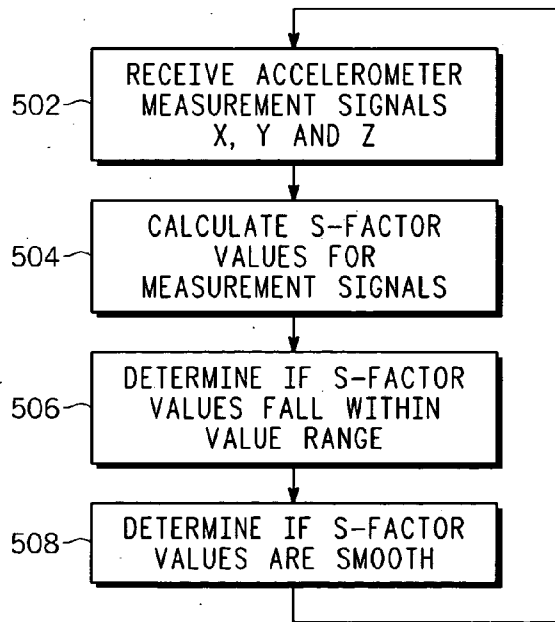 RECEIVE ACCELEROMETER
502 MEASUREMENT SIGNALS
X, Y AND Z
CALCULATE S-FACTOR
504 VALUES FOR
MEASUREMENT SIGNALS
DETERMINE IF S-FACTOR
506 VALUES FALL WITHIN
VALUE RANGE
DETERMINE IF S-FACTOR
508 VALUES ARE SMOOTH